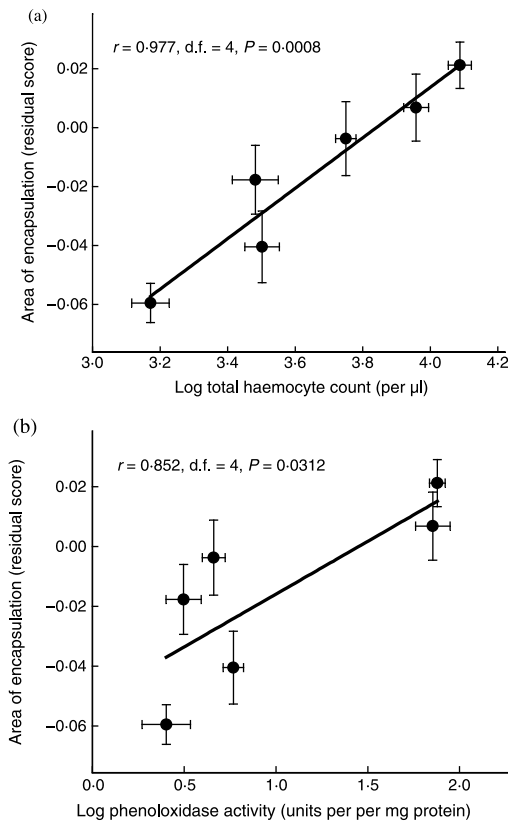 (a)
r = 0·977, d.f. = 4, P = 0·0008
0·02
0·00
−0·02
−0·04
−0·06
Area of encapsulation (residual score)
3·0 3·2 3·4 3·6 3·8 4·0 4·2
Log total haemocyte count (per µl)
(b)
r = 0·852, d.f. = 4, P = 0·0312
0·02
0·00
−0·02
−0·04
−0·06
Area of encapsulation (residual score)
0·0 0·5 1·0 1·5 2·0
Log phenoloxidase activity (units per per mg protein)